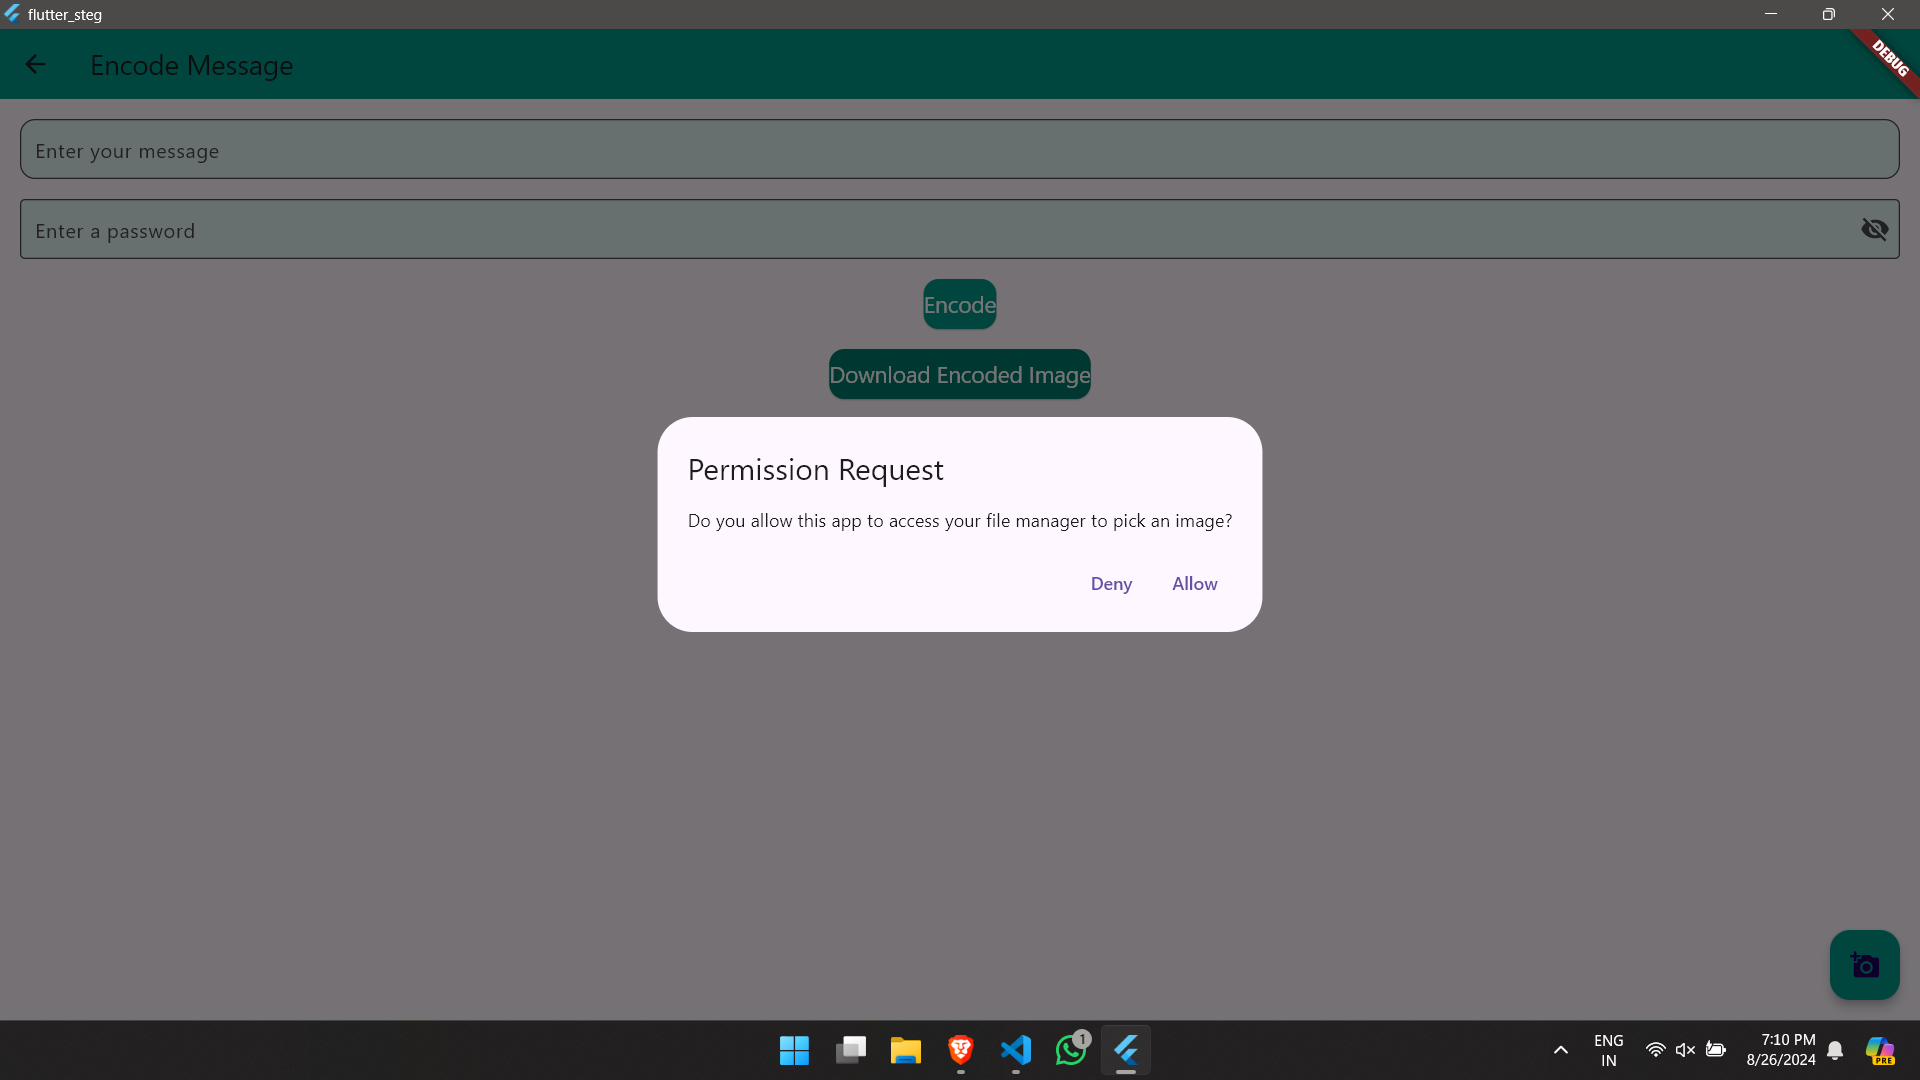 flutter_steg
Encode Message
DEBUG
Enter your message
Enter a password
Encode
Download Encoded Image
Permission Request
Do you allow this app to access your file manager to pick an image?
Deny Allow
1
ENG
IN
7:10 PM
8/26/2024
PRE